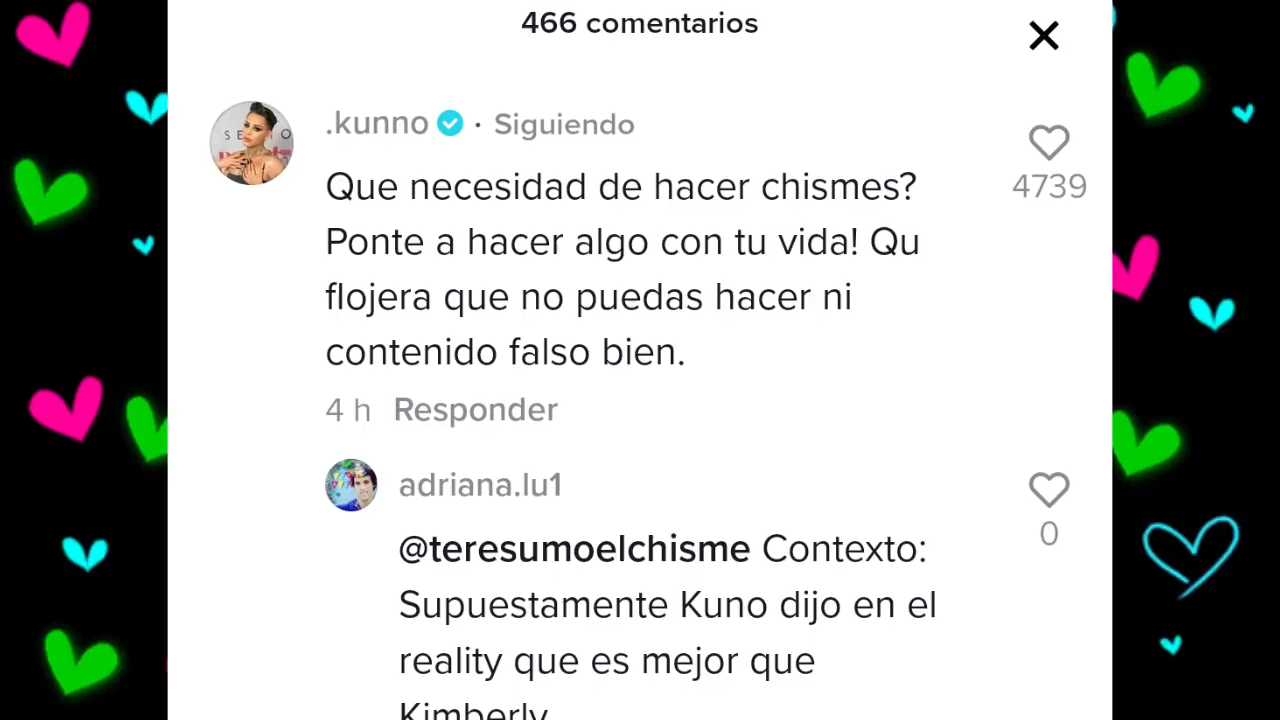 466 comentarios
.kunno · Siguiendo
Que necesidad de hacer chismes?
4739
Ponte a hacer algo con tu vida! Qu
flojera que no puedas hacer ni
contenido falso bien.
4 h Responder
adriana.lu1
@teresumoelchisme Contexto:
0
Supuestamente Kuno dijo en el
reality que es mejor que
Kimberly